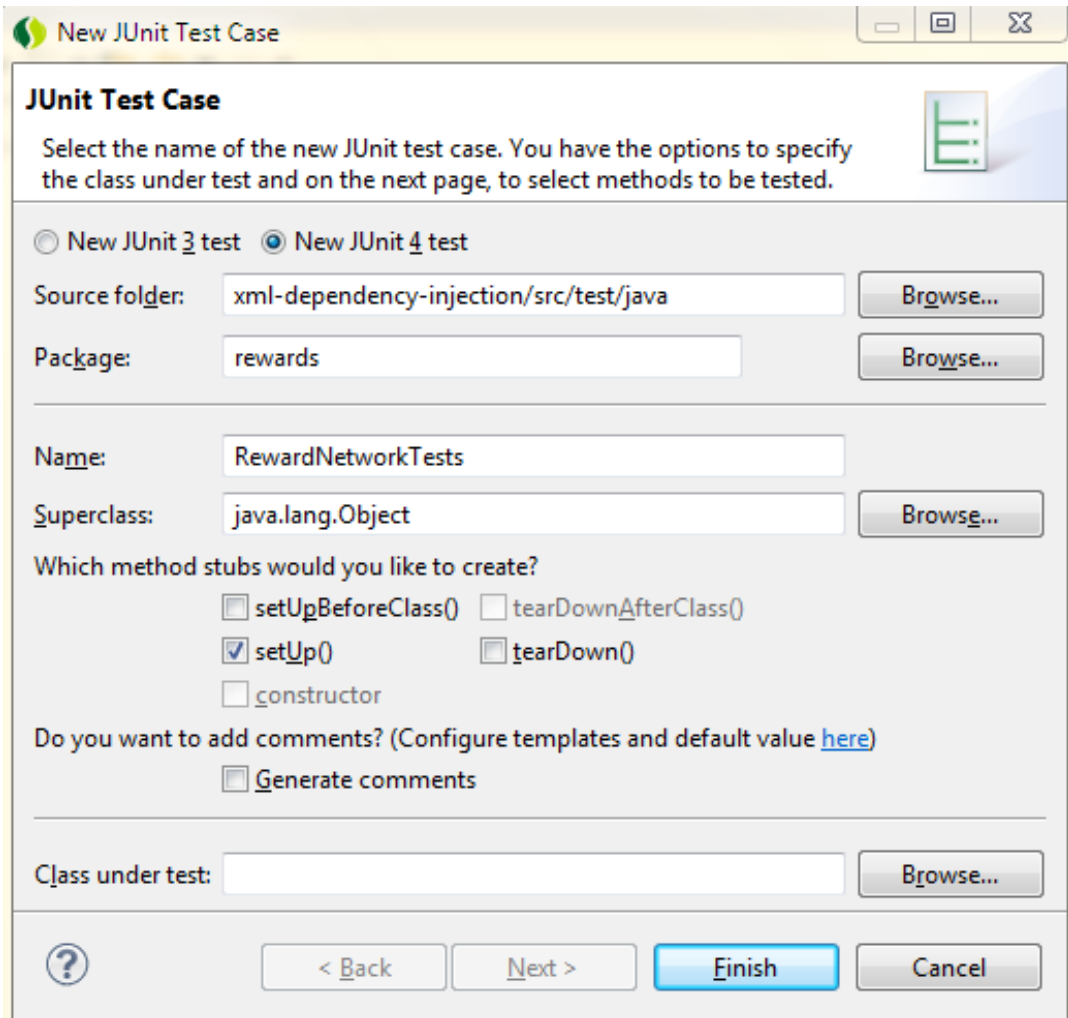 New JUnit Test Case
JUnit Test Case
Select the name of the new JUnit test case. You have the options to specify
the class under test and on the next page, to select methods to be tested.
New JUnit 3 test New JUnit 4 test
Source folder: xml-dependency-injection/src/test/java Browse...
Package: rewards Browse...
Name: RewardNetworkTests
Superclass: java.lang.Object Browse...
Which method stubs would you like to create?
setUpBeforeClass() tearDownAfterClass()
setUp() tearDown()
constructor
Do you want to add comments? (Configure templates and default value here)
Generate comments
Class under test: Browse...
? < Back Next > Finish Cancel